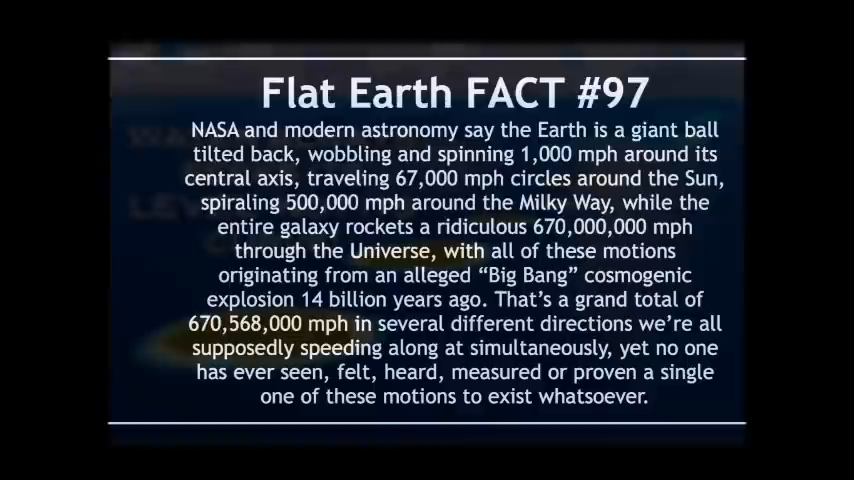 Flat Earth FACT #97
NASA and modern astronomy say the Earth is a giant ball
tilted back, wobbling and spinning 1,000 mph around its
central axis, traveling 67,000 mph circles around the Sun,
spiraling 500,000 mph around the Milky Way, while the
entire galaxy rockets a ridiculous 670,000,000 mph
through the Universe, with all of these motions
originating from an alleged “Big Bang” cosmogenic
explosion 14 billion years ago. That’s a grand total of
670,568,000 mph in several different directions we’re all
supposedly speeding along at simultaneously, yet no one
has ever seen, felt, heard, measured or proven a single
one of these motions to exist whatsoever.